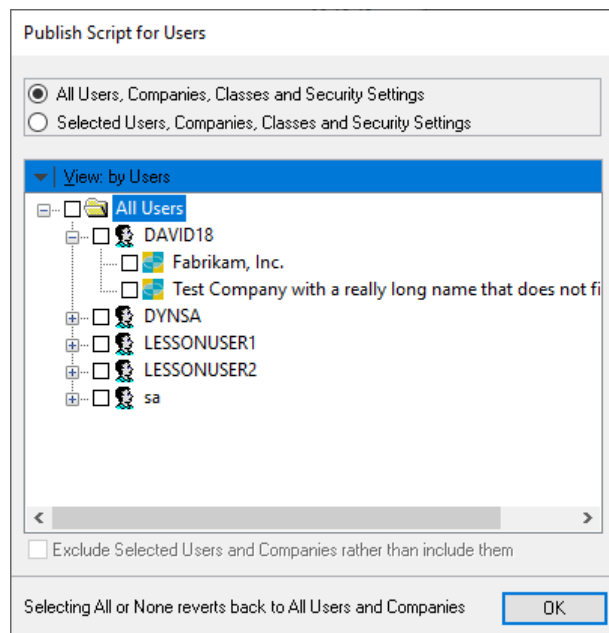 Publish Script for Users
All Users, Companies, Classes and Security Settings
Selected Users, Companies, Classes and Security Settings
View: by Users
All Users
DAVID18
Fabrikam, Inc.
Test Company with a really long name that does not fi
DYNSA
LESSONUSER1
LESSONUSER2
sa
Exclude Selected Users and Companies rather than include them
Selecting All or None reverts back to All Users and Companies
OK